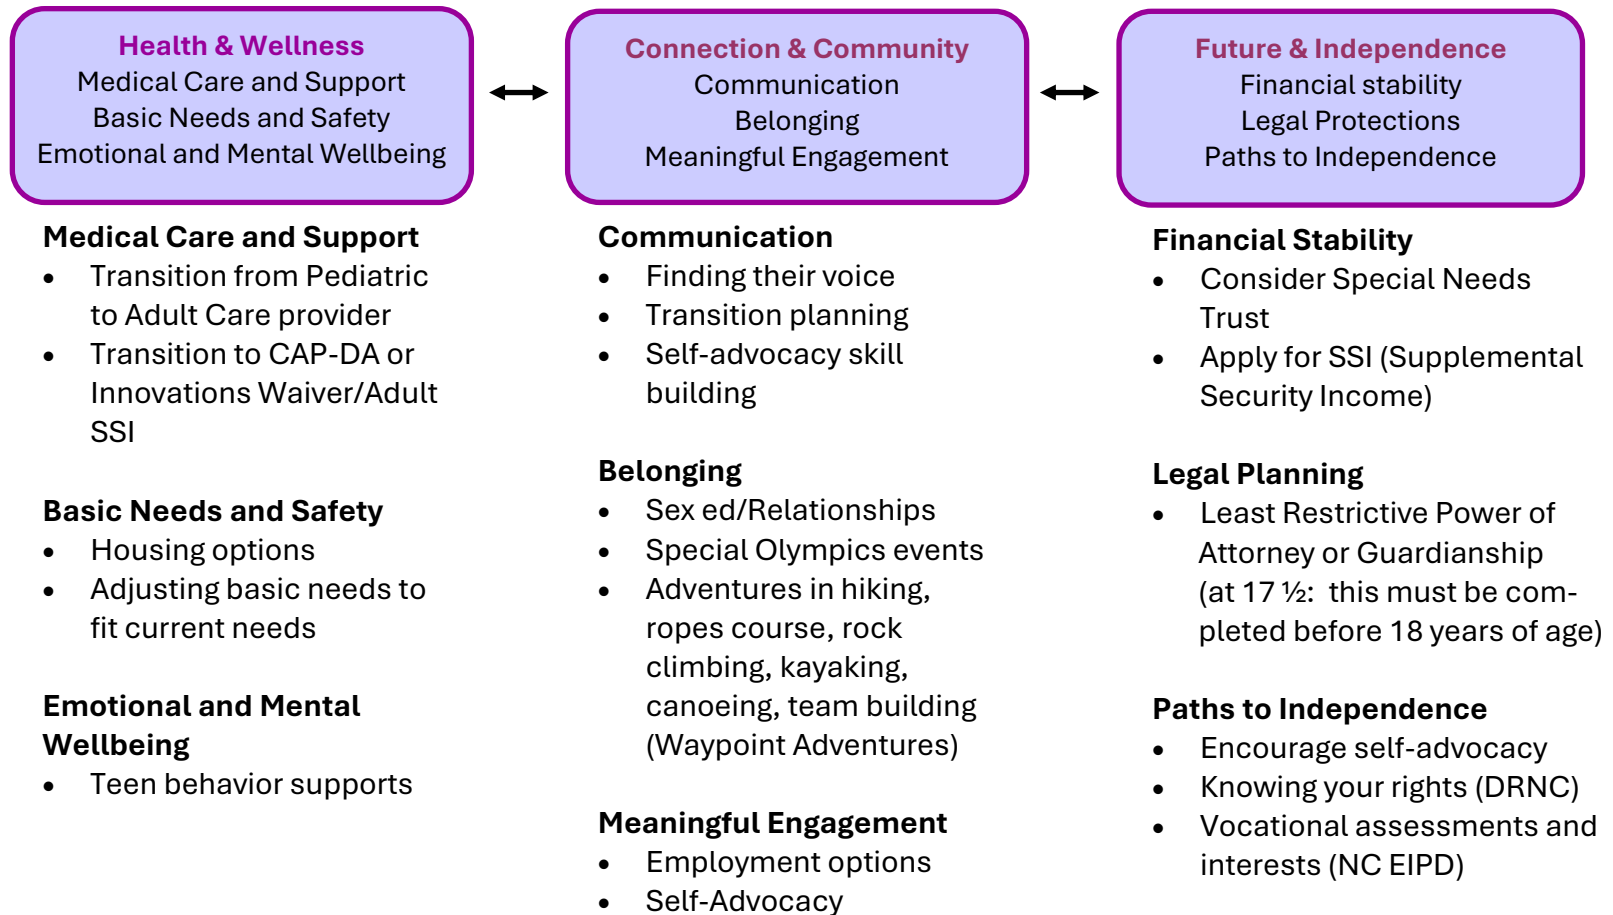 Health & Wellness
Medical Care and Support
Basic Needs and Safety
Emotional and Mental Wellbeing
Connection & Community
Communication
Belonging
Meaningful Engagement
Future & Independence
Financial stability
Legal Protections
Paths to Independence
Medical Care and Support
• Transition from Pediatric
to Adult Care provider
• Transition to CAP-DA or
Innovations Waiver/Adult
SSI
Basic Needs and Safety
• Housing options
• Adjusting basic needs to
fit current needs
Emotional and Mental
Wellbeing
• Teen behavior supports
Communication
• Finding their voice
• Transition planning
• Self-advocacy skill
building
Belonging
• Sex ed/Relationships
• Special Olympics events
• Adventures in hiking,
ropes course, rock
climbing, kayaking,
canoeing, team building
(Waypoint Adventures)
Meaningful Engagement
• Employment options
• Self-Advocacy
Financial Stability
• Consider Special Needs
Trust
• Apply for SSI (Supplemental
Security Income)
Legal Planning
• Least Restrictive Power of
Attorney or Guardianship
(at 17 ½:  this must be com-
pleted before 18 years of age)
Paths to Independence
• Encourage self-advocacy
• Knowing your rights (DRNC)
• Vocational assessments and
interests (NC EIPD)